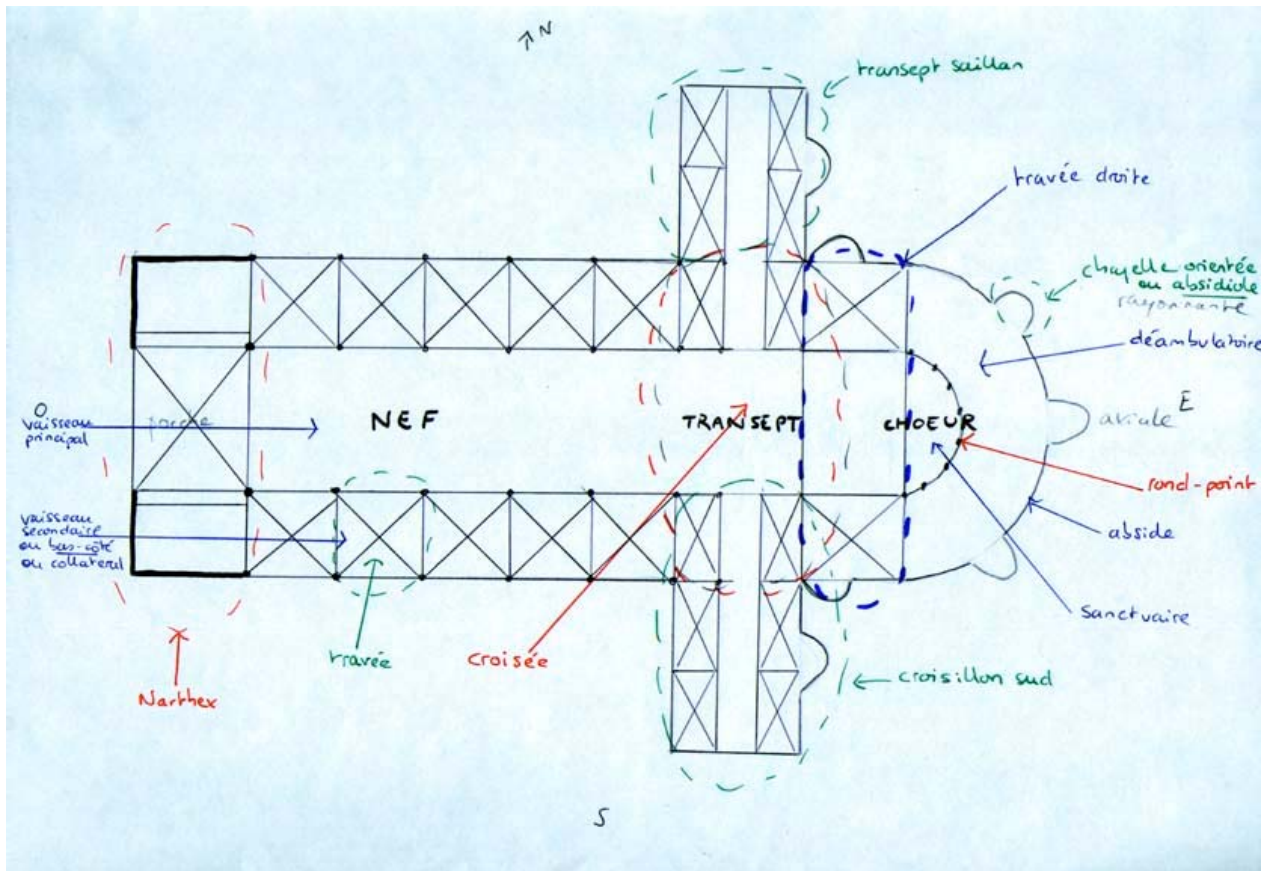 N
transept saillan
travée droite
chapelle orientée
ou absidiole
rayonnante
déambulatoire
O
vaisseau
principal
porche
NEF
TRANSEPT
CHOEUR
axiale
E
rond-point
vaisseau
secondaire
ou bas-côté
ou collateral
abside
sanctuaire
travée
croisée
croisillon sud
Narthex
S